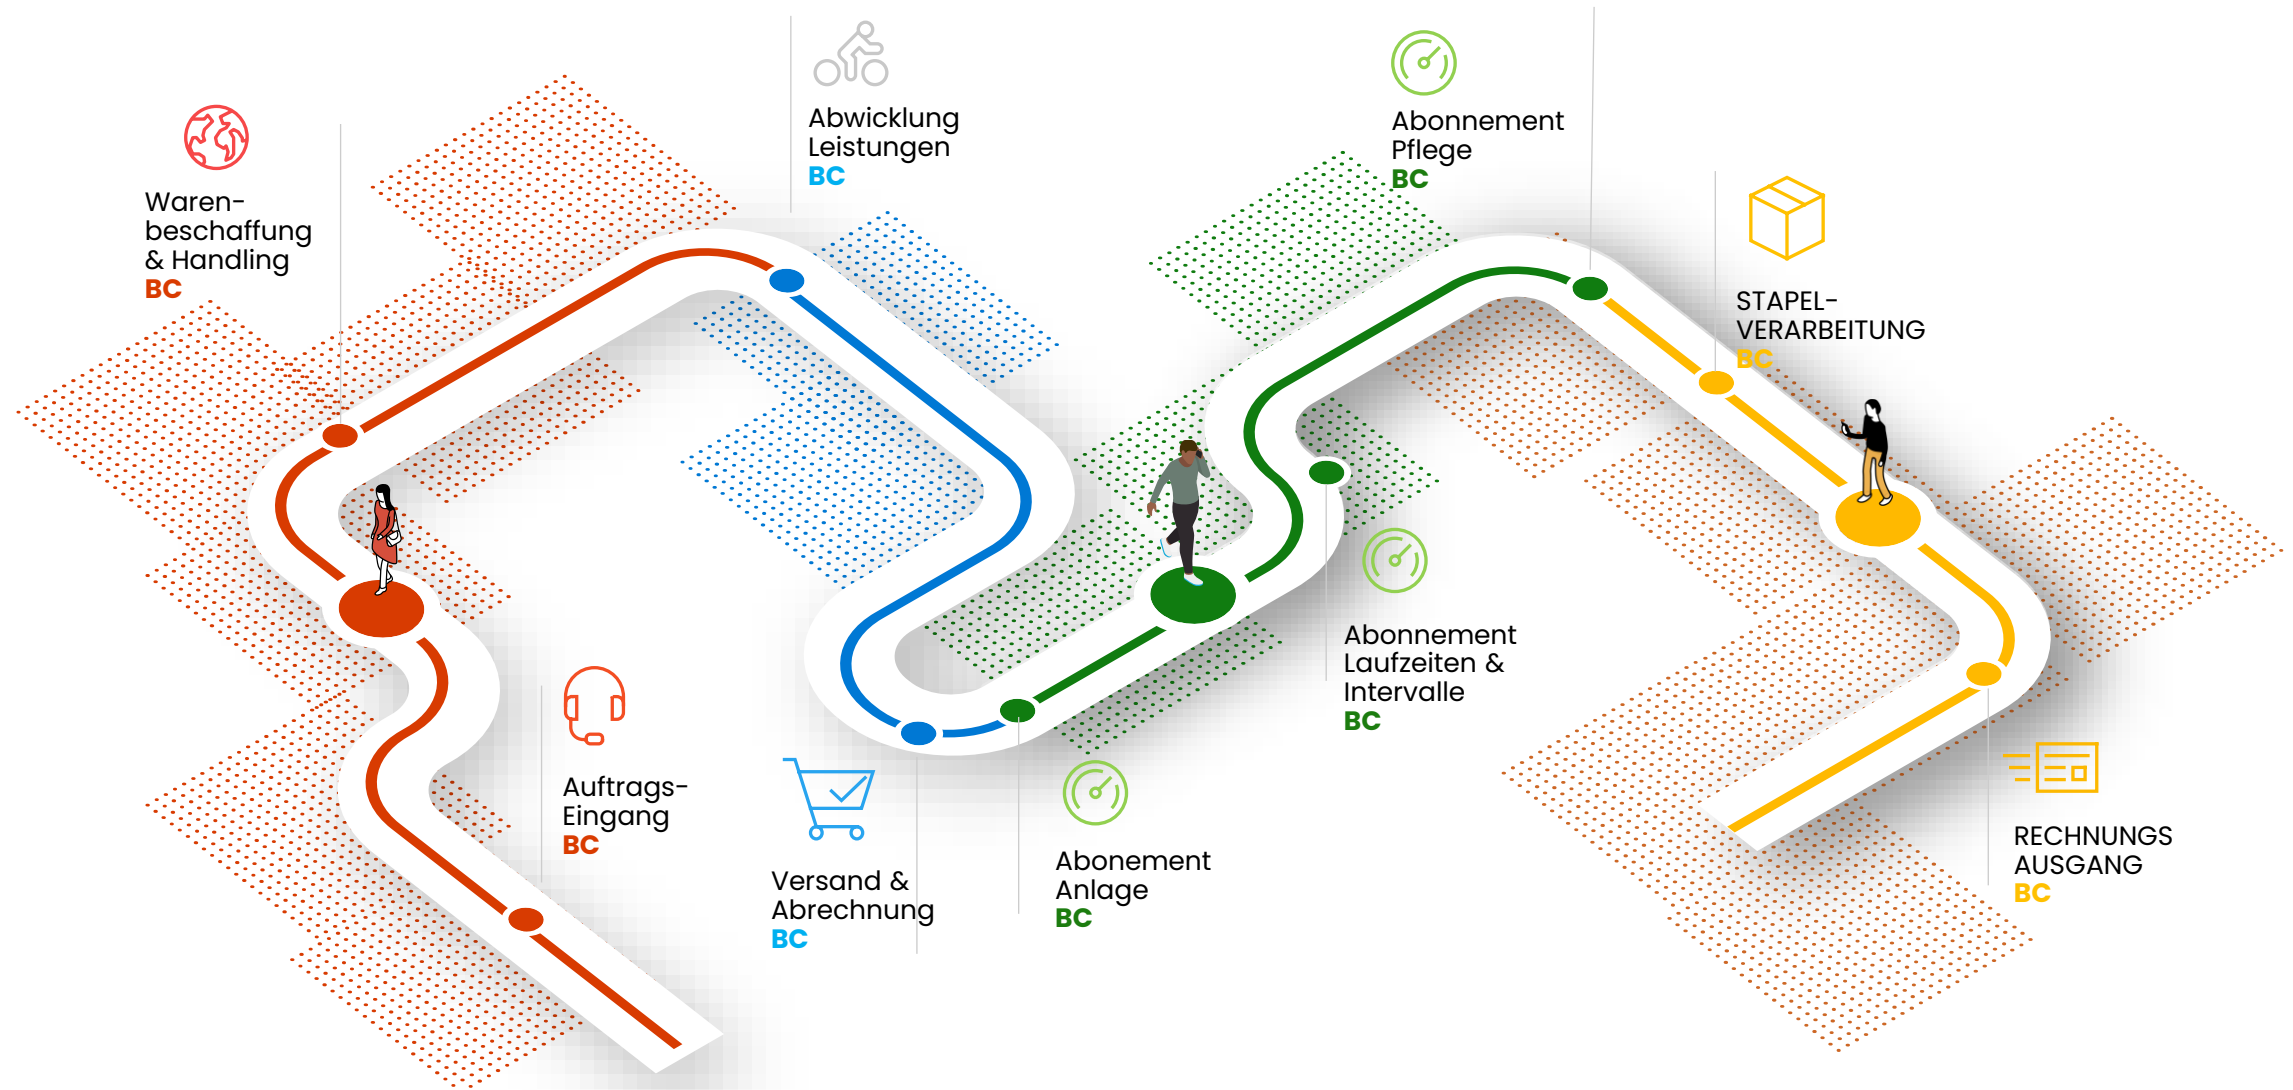 Waren-
beschaffung
& Handling
BC
Abwicklung
Leistungen
BC
Abonnement
Pflege
BC
STAPEL-
VERARBEITUNG
BC
Auftrags-
Eingang
BC
Versand &
Abrechnung
BC
Abonement
Anlage
BC
Abonnement
Laufzeiten &
Intervalle
BC
RECHNUNGS
AUSGANG
BC